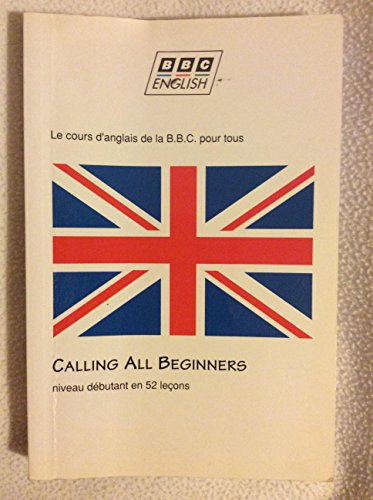 BBC
ENGLISH
Le cours d'anglais de la B.B.C. pour tous
CALLING ALL BEGINNERS
niveau débutant en 52 leçons